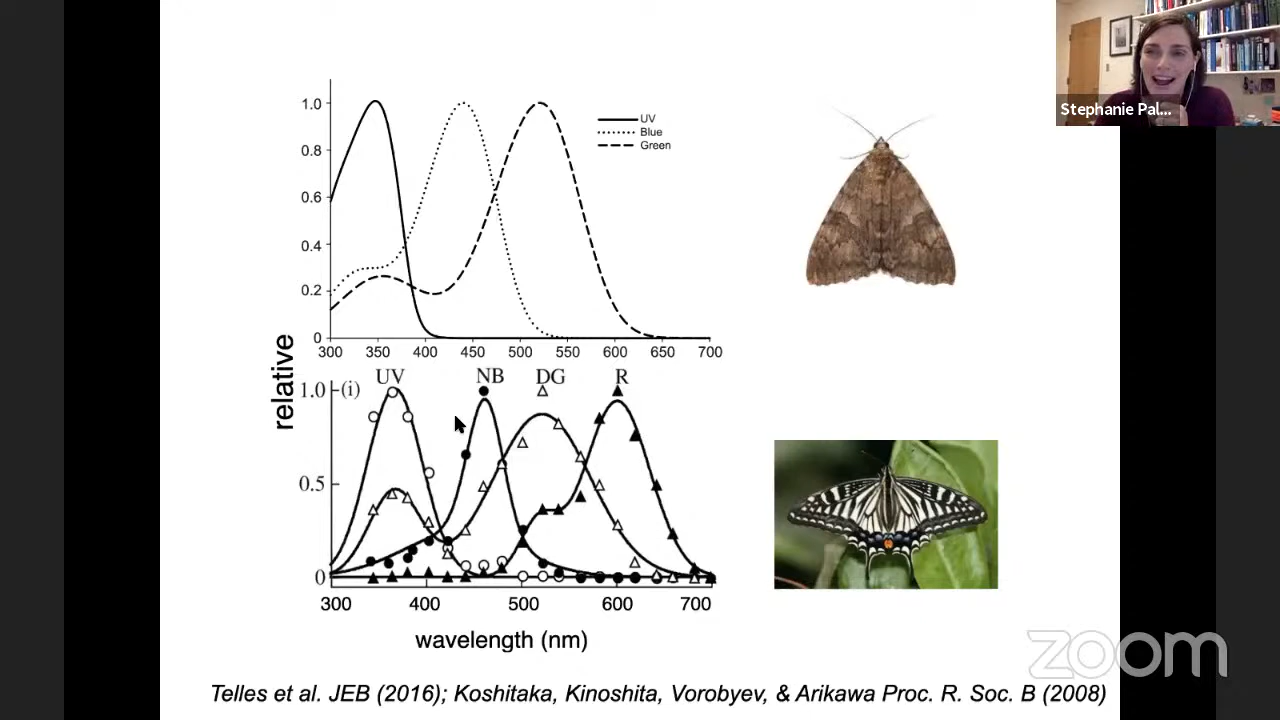 Stephanie Pal...
1.0
0.8
0.6
0.4
0.2
0
UV
Blue
Green
300 350 400 450 500 550 600 650 700
relative
UV NB DG R
1.0 (i)
0.5
0
300 400 500 600 700
wavelength (nm)
zoom
Telles et al. JEB (2016); Koshitaka, Kinoshita, Vorobyev, & Arikawa Proc. R. Soc. B (2008)